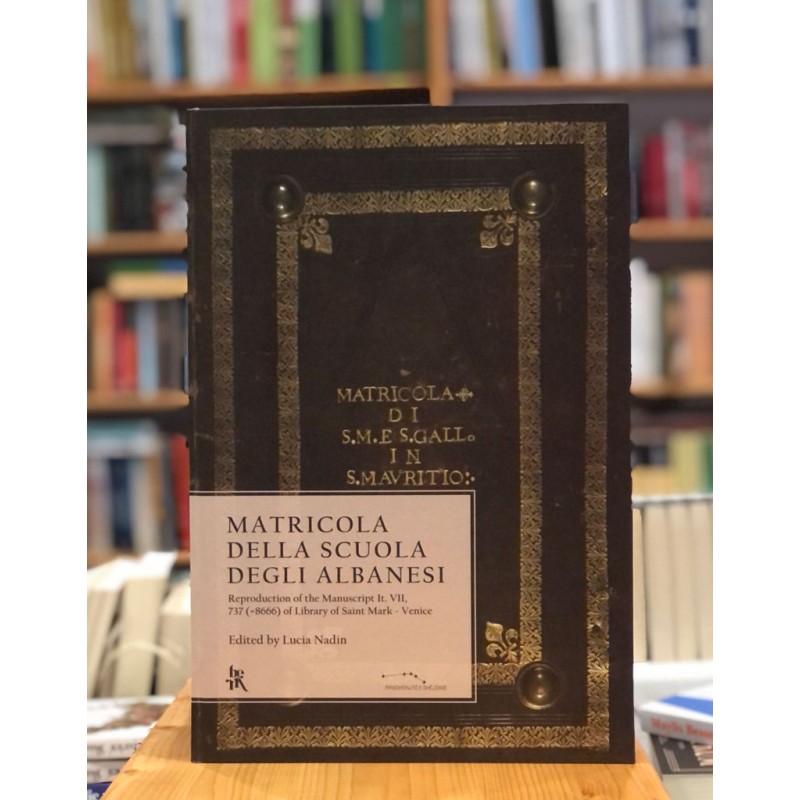 MATRICOLA
DI
S.M.E S.GALL.
IN
S.MAVRITIO:
MATRICOLA
DELLA SCUOLA
DEGLI ALBANESI
Reproduction of the Manuscript It. VII,
737 (=8666) of Library of Saint Mark - Venice
Edited by Lucia Nadin